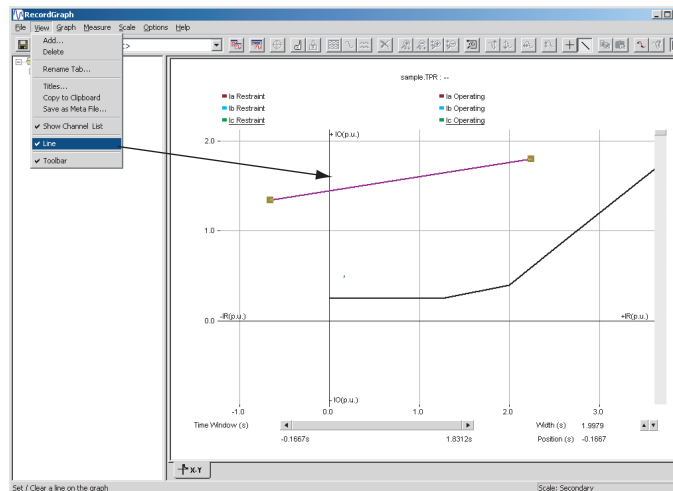 RecordGraph
File View Graph Measure Scale Options Help
Add...
Delete
Rename Tab...
Titles...
Copy to Clipboard
Save as Meta File...
Show Channel List
Line
Toolbar
sample.TPR : --
Ia Restraint
Ia Operating
Ib Restraint
Ib Operating
Ic Restraint
Ic Operating
+ IO(p.u.)
2.0
1.0
0.0
-IR(p.u.)
+IR(p.u.)
- IO(p.u.)
-1.0 0.0 1.0 2.0 3.0
Time Window (s)
Width (s) 1.9979
-0.1667s 1.8312s Position (s) -0.1667
X-Y
Set / Clear a line on the graph
Scale: Secondary